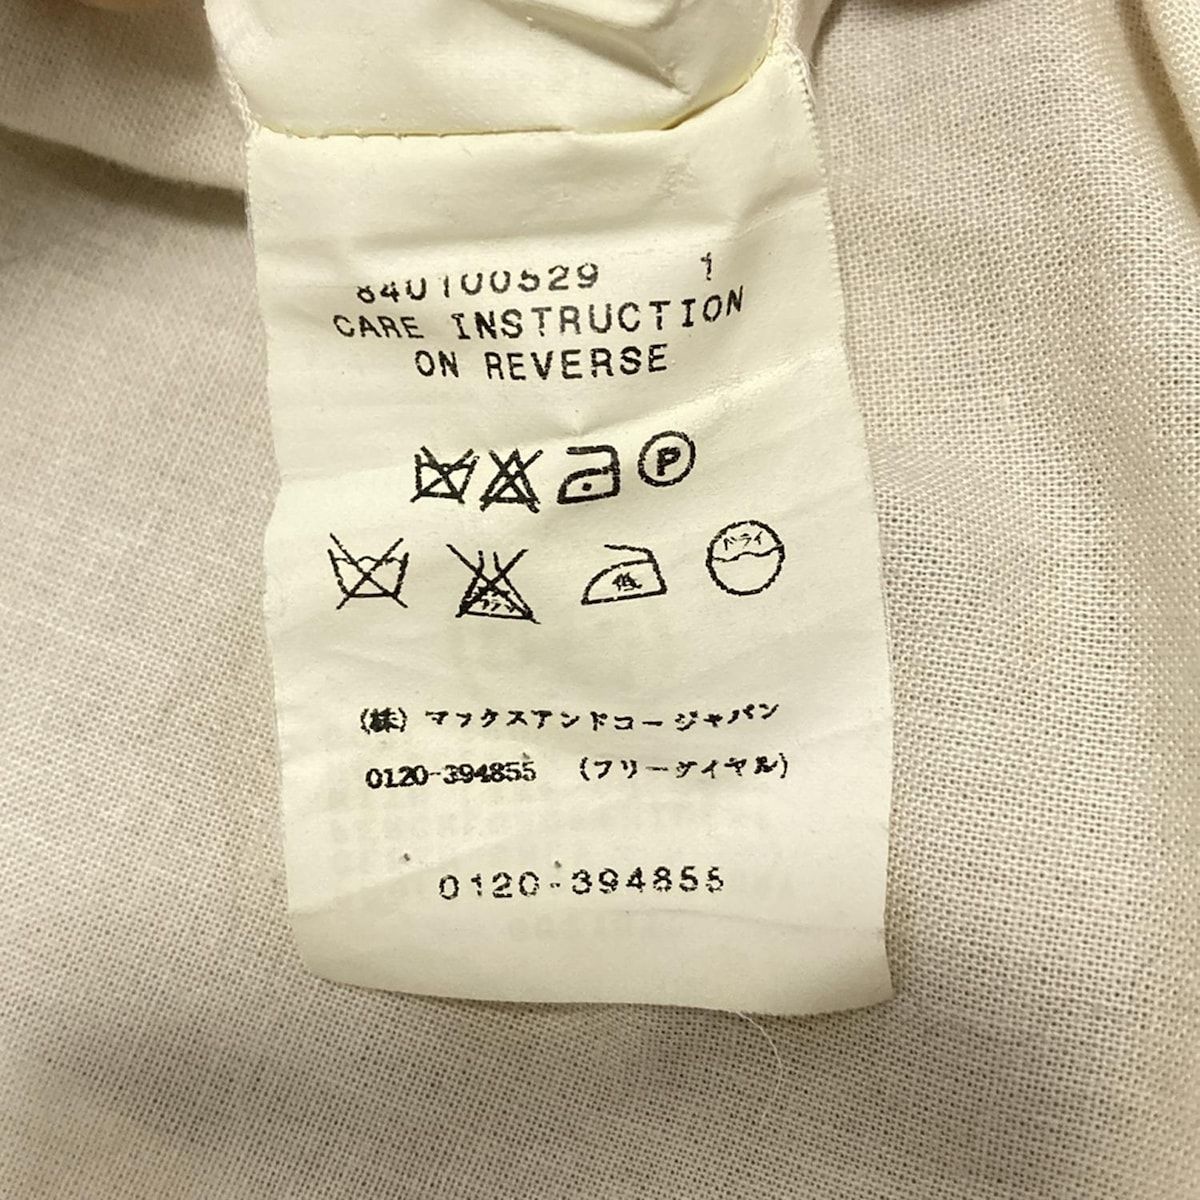 840100529 1
CARE INSTRUCTION
ON REVERSE
P
ドライ
低
(株) マックスアンドコージャパン
0120-394855 (フリーダイヤル)
0120-394855